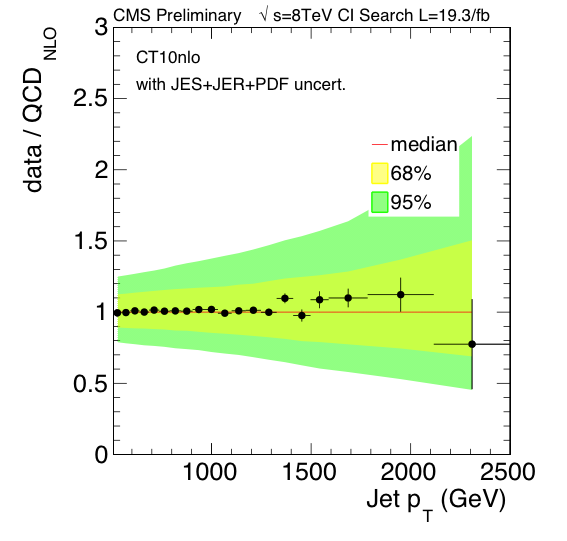 CMS Preliminary √ s=8TeV CI Search L=19.3/fb
3
CT10nlo
with JES+JER+PDF uncert.
data / QCD NLO
2.5
median
68%
95%
2
1.5
1
0.5
0
1000 1500 2000 2500
Jet p T (GeV)